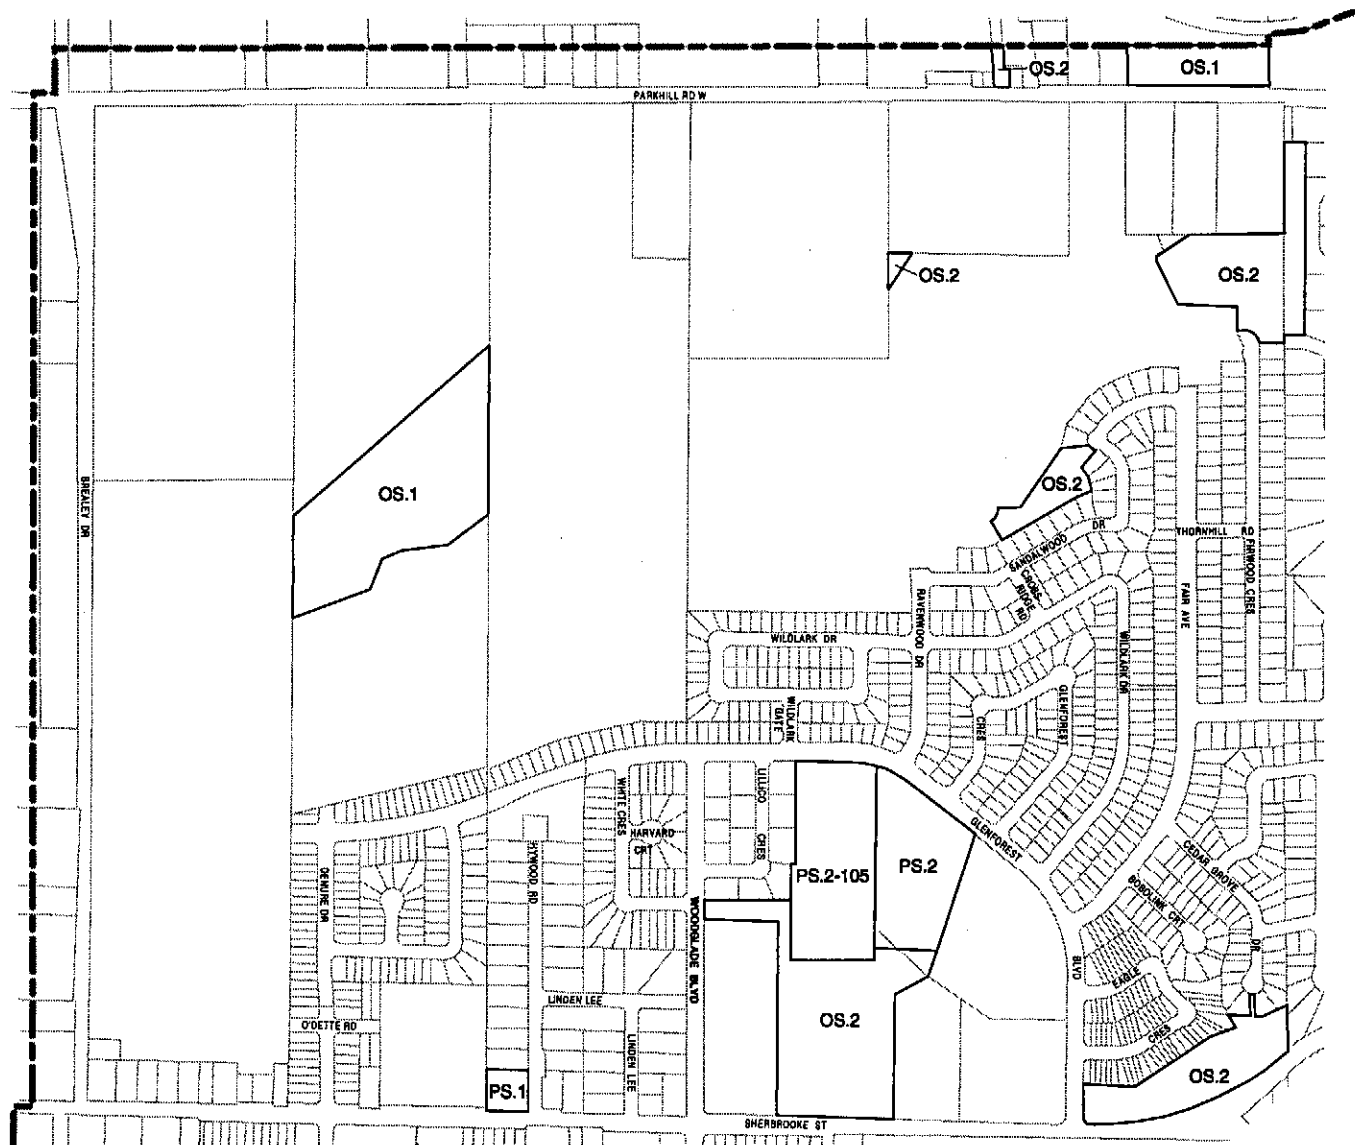 OS.2
OS.1
PARKHILL RD W
OS.2
OS.2
OS.1
OS.2
BREALEY DR
SANDALWOOD DR
THORNHILL RD
FIRWOOD CRES
CROSS RIDGE RD
FAIR AVE
RAVENWOOD DR
WILDLARK DR
WILDLARK DR
WILDLARK GATE
GLENFOREST
CRES
WHITE CRES
LILLICO CRES
HARVARD CRT
GLENFOREST BLVD
HYWOOD RD
PS.2-105
PS.2
CEDAR GROVE DR
BOBOLINK CRT
DENURE DR
WOODGLADE BLVD
EAGLE CRES
LINDEN LEE
O'DETTE RD
OS.2
LINDEN LEE
PS.1
OS.2
SHERBROOKE ST